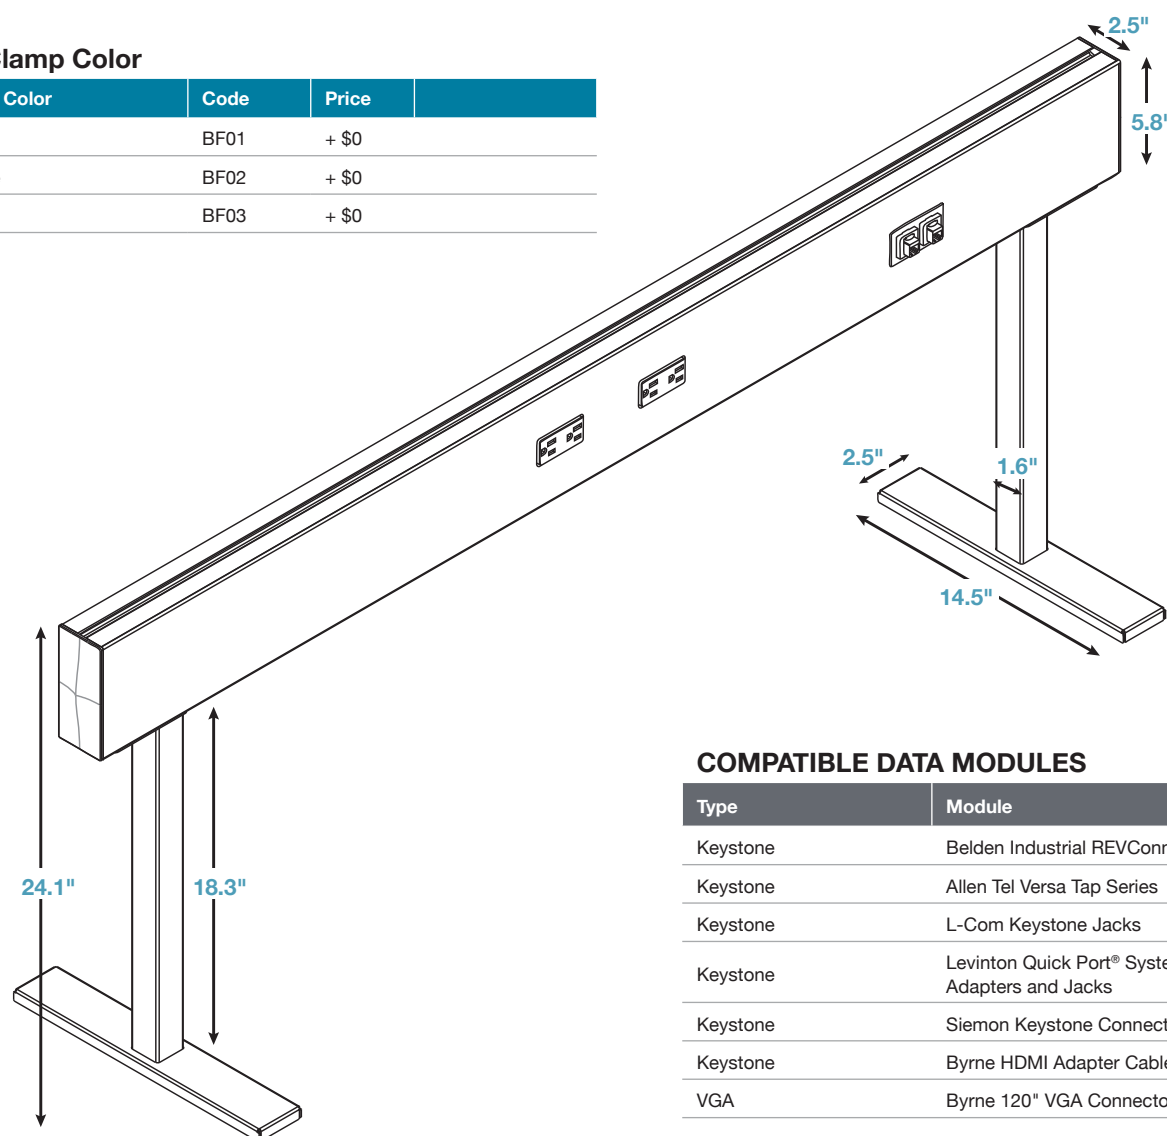 Clamp Color
Color Code Price
BF01 + $0
BF02 + $0
BF03 + $0
2.5"
5.8"
2.5"
1.6"
14.5"
24.1"
18.3"
COMPATIBLE DATA MODULES
Type Module
Keystone Belden Industrial REVConn
Keystone Allen Tel Versa Tap Series
Keystone L-Com Keystone Jacks
Keystone Levinton Quick Port® Syste
Adapters and Jacks
Keystone Siemon Keystone Connect
Keystone Byrne HDMI Adapter Cable
VGA Byrne 120" VGA Connecto